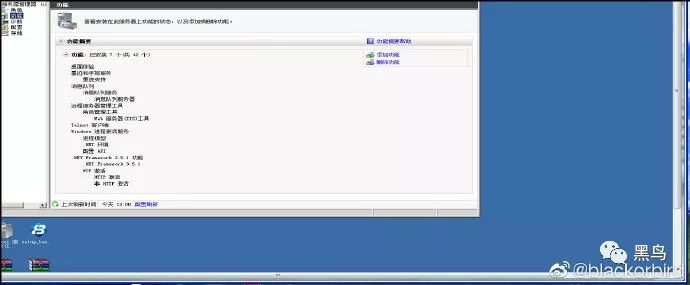 服务器管理器
角色
功能
诊断
配置
存储
功能
查看安装在此服务器上功能的状态，以及添加或删除功能。
功能摘要
功能摘要帮助
功能: 已安装 7 个(共 42 个)
添加功能
删除功能
桌面体验
墨迹和手写服务
墨迹支持
消息队列
消息队列服务
消息队列服务器
远程服务器管理工具
角色管理工具
Web 服务器(IIS)工具
Telnet 客户端
Windows 进程激活服务
进程模型
.NET 环境
配置 API
.NET Framework 3.5.1 功能
.NET Framework 3.5.1
WCF 激活
HTTP 激活
非 HTTP 激活
上次刷新时间: 今天 13:00 配置刷新
黑鸟
@blackorbird